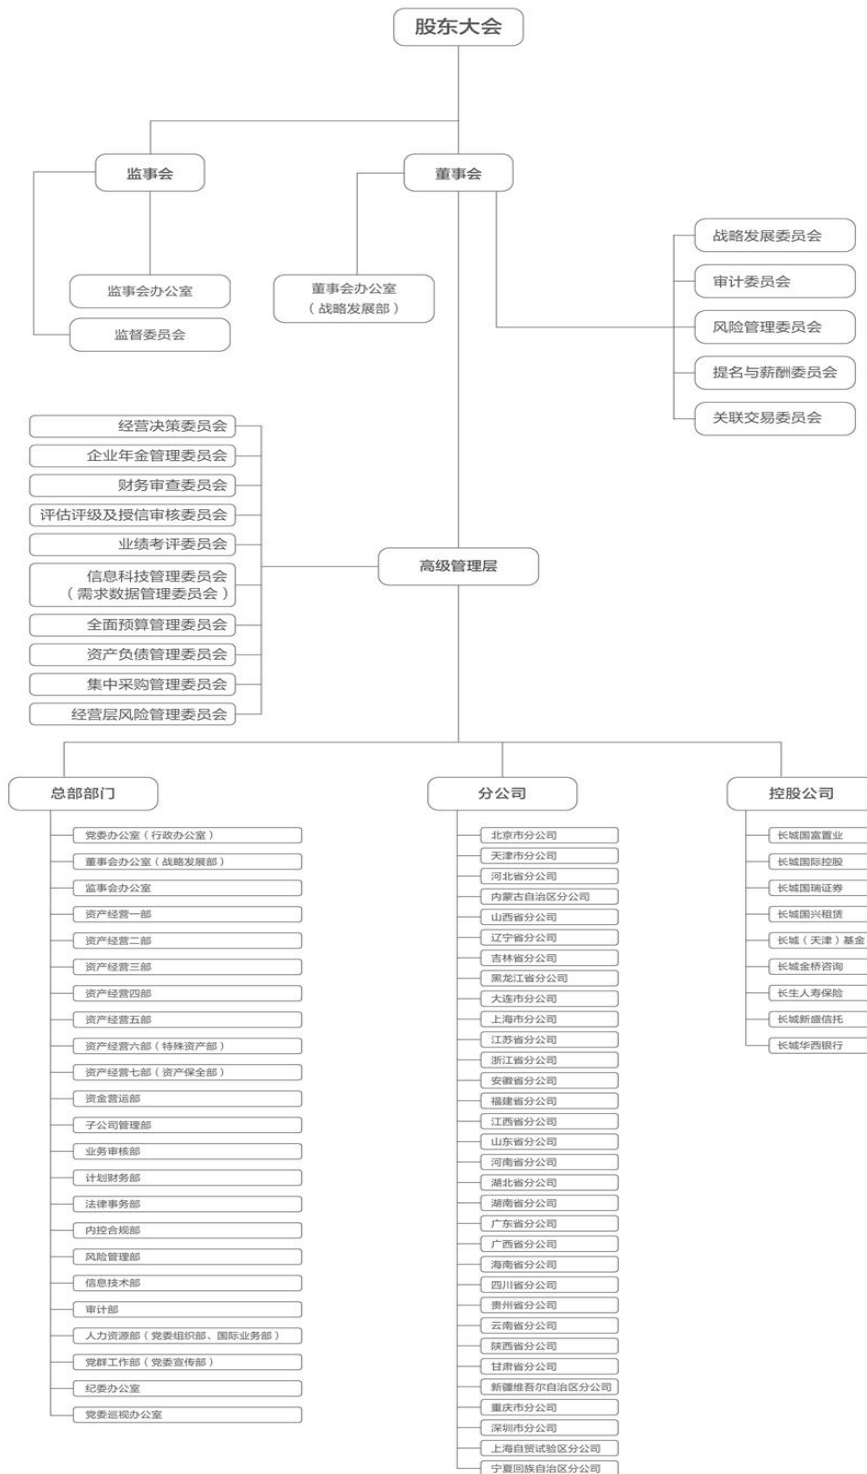 股东大会
监事会
董事会
监事会办公室
监督委员会
董事会办公室
（战略发展部）
战略发展委员会
审计委员会
风险管理委员会
提名与薪酬委员会
关联交易委员会
经营决策委员会
企业年金管理委员会
财务审查委员会
评估评级及授信审核委员会
业绩考评委员会
信息科技管理委员会
（需求数据管理委员会）
全面预算管理委员会
资产负债管理委员会
集中采购管理委员会
经营层风险管理委员会
高级管理层
总部部门
党委办公室（行政办公室）
董事会办公室（战略发展部）
监事会办公室
资产经营一部
资产经营二部
资产经营三部
资产经营四部
资产经营五部
资产经营六部（特殊资产部）
资产经营七部（资产保全部）
资金营运部
子公司管理部
业务审核部
计划财务部
法律事务部
内控合规部
风险管理部
信息技术部
审计部
人力资源部（党委组织部、国际业务部）
党群工作部（党委宣传部）
纪委办公室
党委巡视办公室
分公司
北京市分公司
天津市分公司
河北省分公司
内蒙古自治区分公司
山西省分公司
辽宁省分公司
吉林省分公司
黑龙江省分公司
大连市分公司
上海市分公司
江苏省分公司
浙江省分公司
安徽省分公司
福建省分公司
江西省分公司
山东省分公司
河南省分公司
湖北省分公司
湖南省分公司
广东省分公司
广西省分公司
海南省分公司
四川省分公司
贵州省分公司
云南省分公司
陕西省分公司
甘肃省分公司
新疆维吾尔自治区分公司
重庆市分公司
深圳市分公司
上海自贸试验区分公司
宁夏回族自治区分公司
控股公司
长城国富置业
长城国际控股
长城国瑞证券
长城国兴租赁
长城（天津）基金
长城金桥咨询
长生人寿保险
长城新盛信托
长城华西银行